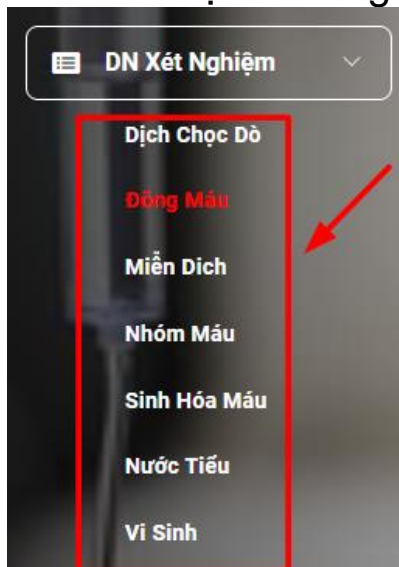 DN Xét Nghiệm
Dịch Chọc Dò
Đông Máu
Miễn Dich
Nhóm Máu
Sinh Hóa Máu
Nước Tiểu
Vi Sinh